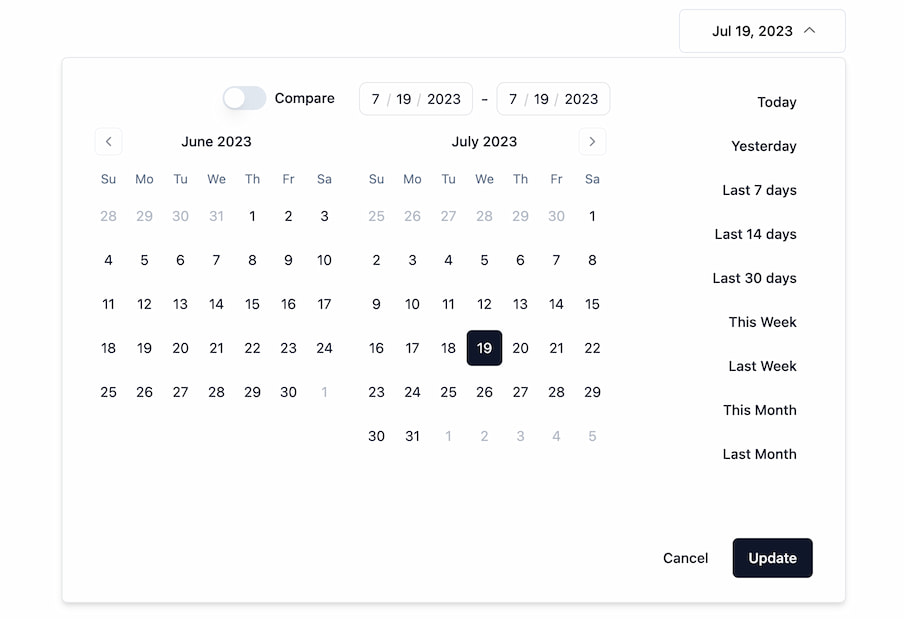 Jul 19, 2023
Compare 7 / 19 / 2023 - 7 / 19 / 2023
June 2023
Su Mo Tu We Th Fr Sa
28 29 30 31 1 2 3
4 5 6 7 8 9 10
11 12 13 14 15 16 17
18 19 20 21 22 23 24
25 26 27 28 29 30 1
July 2023
Su Mo Tu We Th Fr Sa
25 26 27 28 29 30 1
2 3 4 5 6 7 8
9 10 11 12 13 14 15
16 17 18 19 20 21 22
23 24 25 26 27 28 29
30 31 1 2 3 4 5
Today
Yesterday
Last 7 days
Last 14 days
Last 30 days
This Week
Last Week
This Month
Last Month
Cancel Update